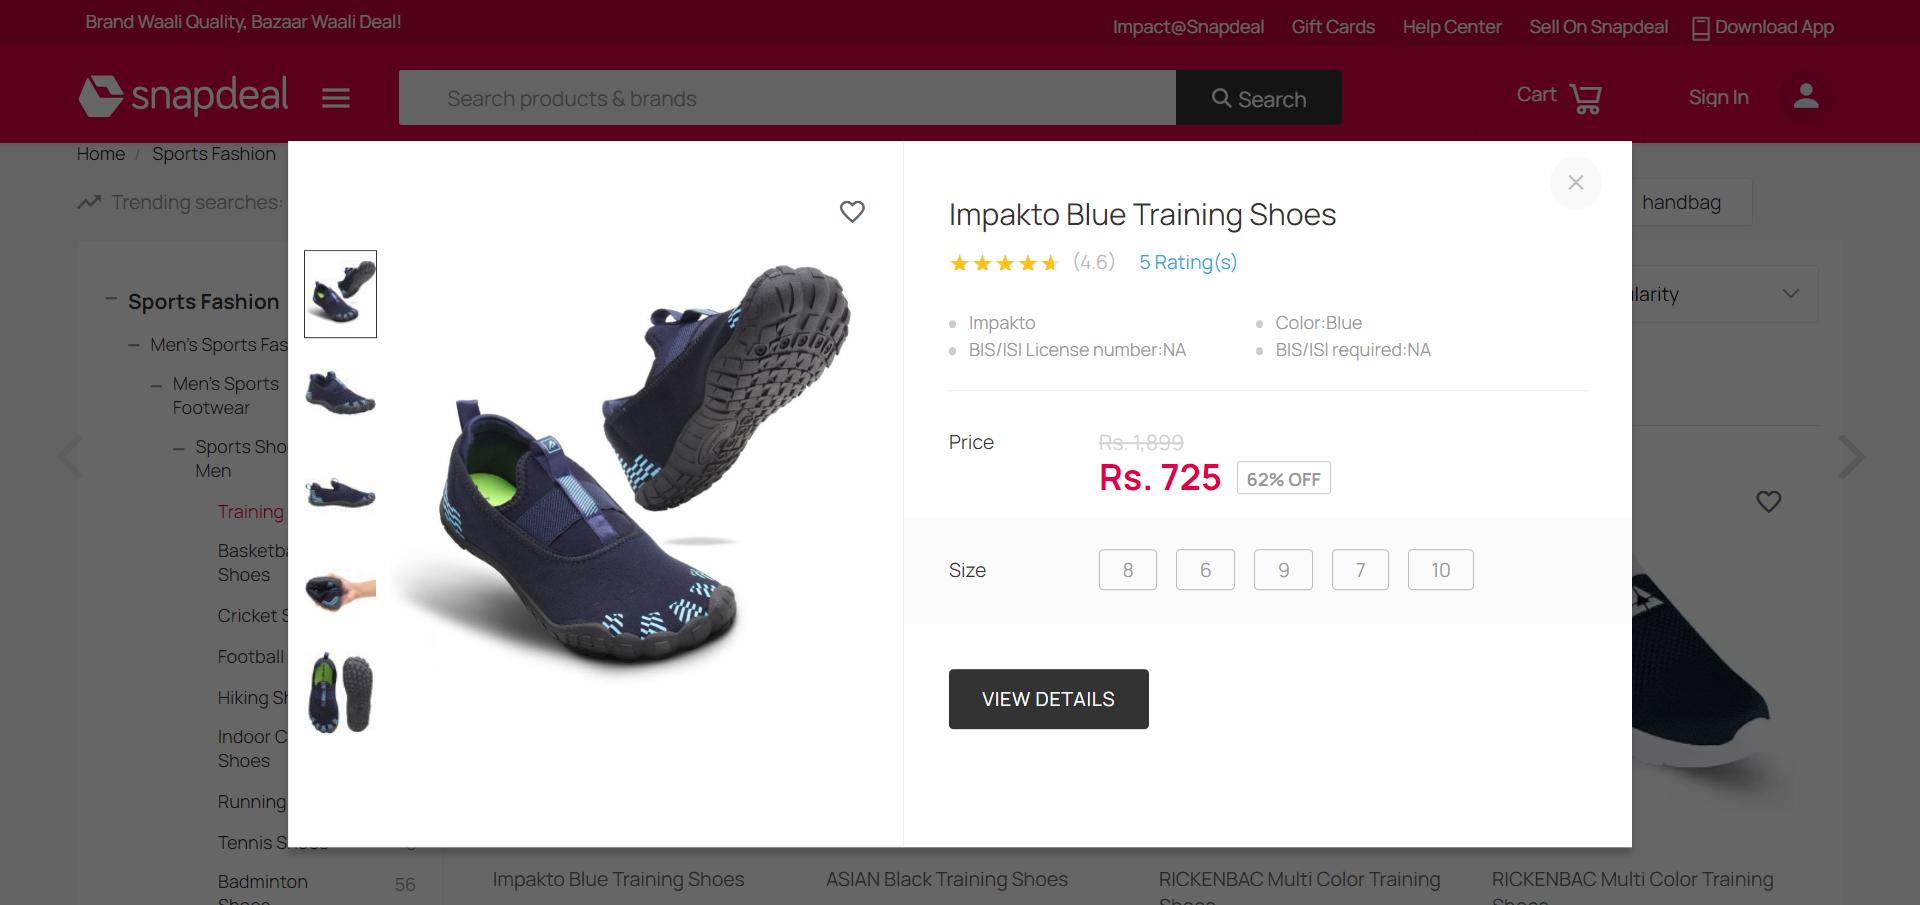 Brand Waali Quality, Bazaar Waali Deal!
Impact@Snapdeal Gift Cards Help Center Sell On Snapdeal Download App
snapdeal
Search products & brands
Search
Cart
Sign In
Home / Sports Fashion
Trending searches:
handbag
Sports Fashion
Men's Sports Fas
Men's Sports
Footwear
Sports Sho
Men
Training
Basketba
Shoes
Cricket S
Football
Hiking Sh
Indoor C
Shoes
Running
Tennis Shoes
Badminton 56
Shoes
larity
Impakto Blue Training Shoes
(4.6) 5 Rating(s)
Impakto
Color:Blue
BIS/ISI License number:NA
BIS/ISI required:NA
Price
Rs. 1,899
Rs. 725 62% OFF
Size 8 6 9 7 10
VIEW DETAILS
Impakto Blue Training Shoes
ASIAN Black Training Shoes
RICKENBAC Multi Color Training
Shoes
RICKENBAC Multi Color Training
Shoes